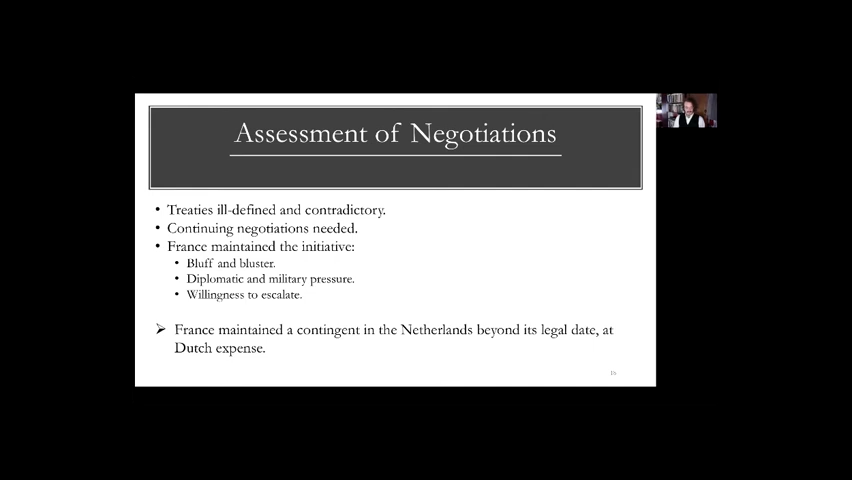 Assessment of Negotiations
• Treaties ill-defined and contradictory.
• Continuing negotiations needed.
• France maintained the initiative:
• Bluff and bluster.
• Diplomatic and military pressure.
• Willingness to escalate.
➢ France maintained a contingent in the Netherlands beyond its legal date, at
Dutch expense.